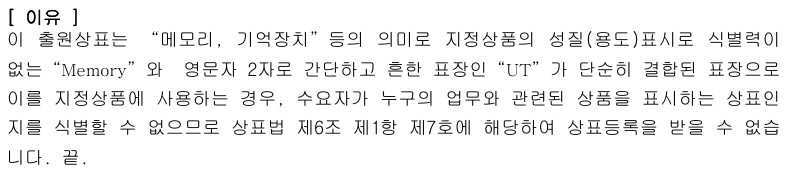 [ 이유 ]
이 출원상표는 “메모리, 기억장치” 등의 의미로 지정상품의 성질(용도)표시로 식별력이
없는 “Memory” 와 영문자 2자로 간단하고 흔한 표장인 “UT” 가 단순히 결합된 표장으로
이를 지정상품에 사용하는 경우, 수요자가 누구의 업무와 관련된 상품을 표시하는 상표인
지를 식별할 수 없으므로 상표법 제6조 제1항 제7호에 해당하여 상표등록을 받을 수 없습
니다. 끝.